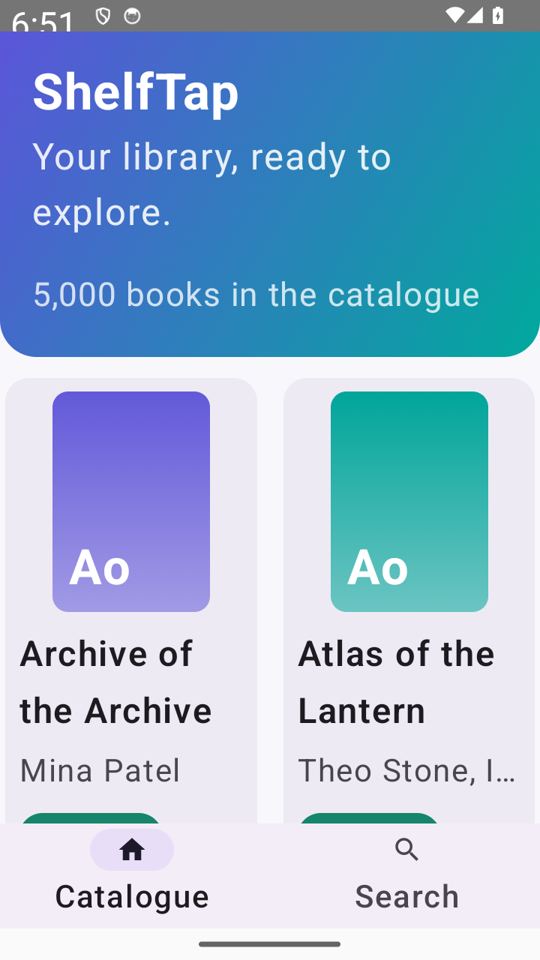 6:51
ShelfTap
Your library, ready to
explore.
5,000 books in the catalogue
Ao
Archive of
the Archive
Mina Patel
Ao
Atlas of the
Lantern
Theo Stone, I…
Catalogue
Search